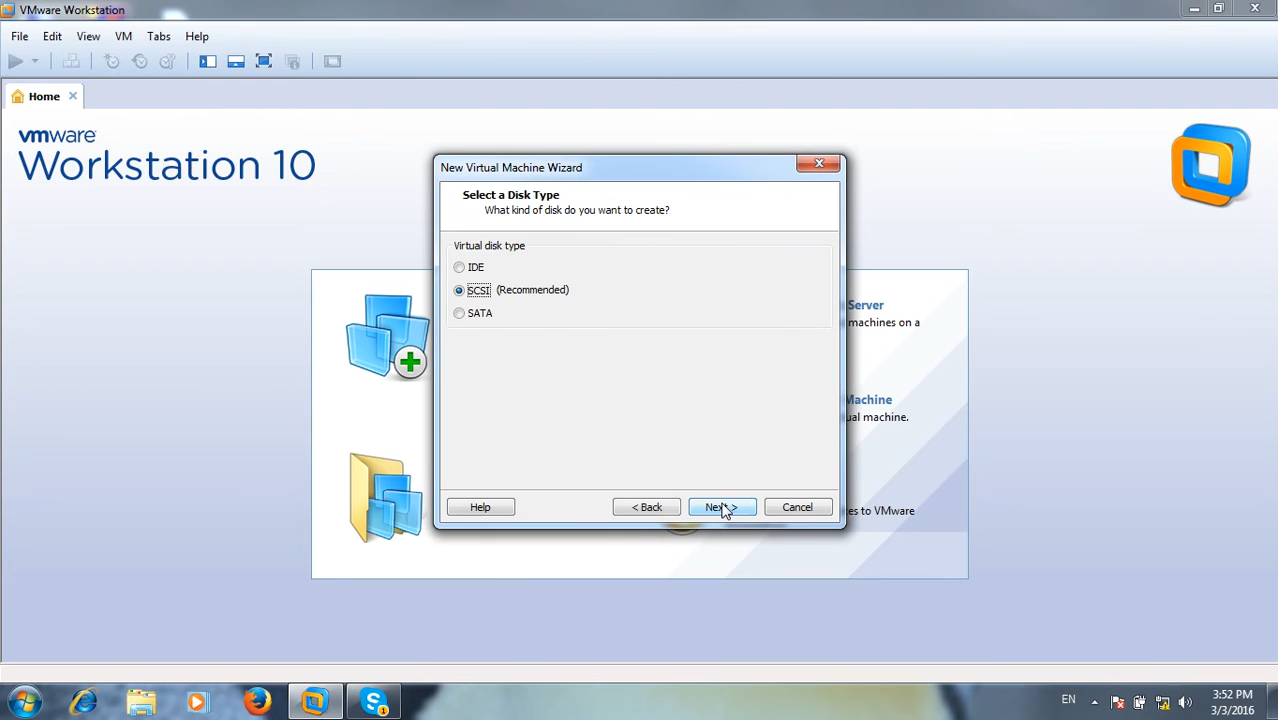 VMware Workstation
File Edit View VM Tabs Help
Home
vmware
Workstation 10
New Virtual Machine Wizard
Select a Disk Type
What kind of disk do you want to create?
Virtual disk type
IDE
SCSI (Recommended)
SATA
Server
machines on a
Machine
ual machine.
es to VMware
Help < Back Next > Cancel
EN
3:52 PM
3/3/2016
1